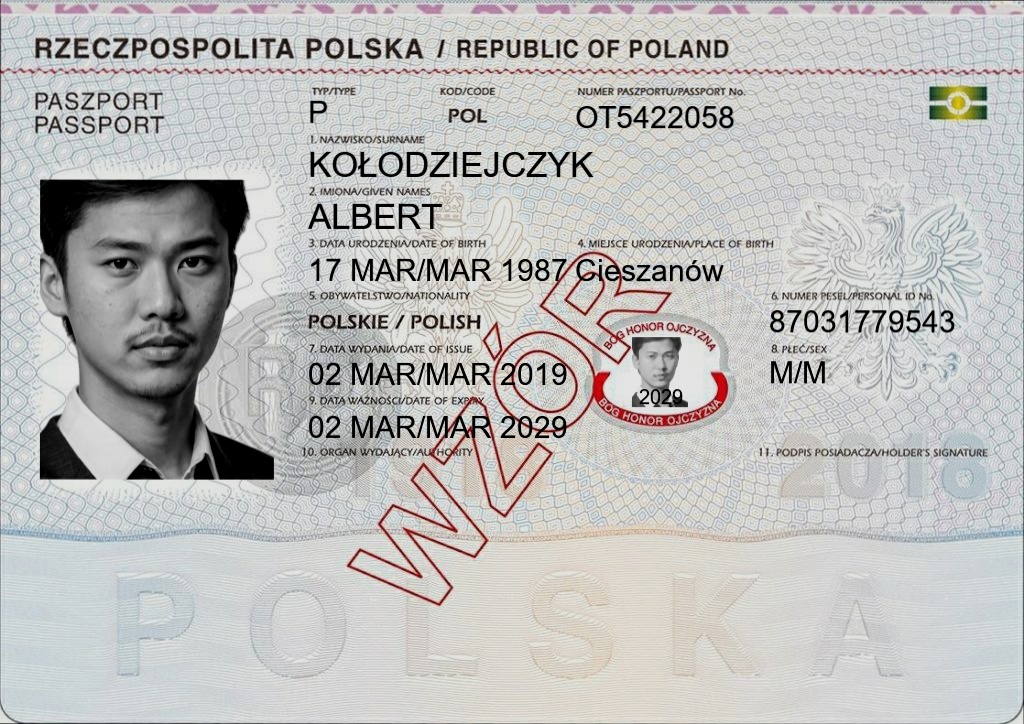 RZECZPOSPOLITA POLSKA / REPUBLIC OF POLAND
PASZPORT
PASSPORT
TYP/TYPE
KOD/CODE
NUMER PASZPORTU/PASSPORT No.
P
POL
OT5422058
1. NAZWISKO/SURNAME
KOŁODZIEJCZYK
2. IMIONA/GIVEN NAMES
ALBERT
3. DATA URODZENIA/DATE OF BIRTH
4. MIEJSCE URODZENIA/PLACE OF BIRTH
17 MAR/MAR 1987
Cieszanów
5. OBYWATELSTWO/NATIONALITY
6. NUMER PESEL/PERSONAL ID No.
POLSKIE / POLISH
87031779543
7. DATA WYDANIA/DATE OF ISSUE
8. PŁEĆ/SEX
02 MAR/MAR 2019
M/M
BÓG HONOR OJCZYZNA
2029
BÓG HONOR OJCZYZNA
9. DATA WAŻNOŚCI/DATE OF EXPIRY
02 MAR/MAR 2029
10. ORGAN WYDAJĄCY/AUTHORITY
11. PODPIS POSIADACZA/HOLDER'S SIGNATURE
2018
WZÓR
POLSKA